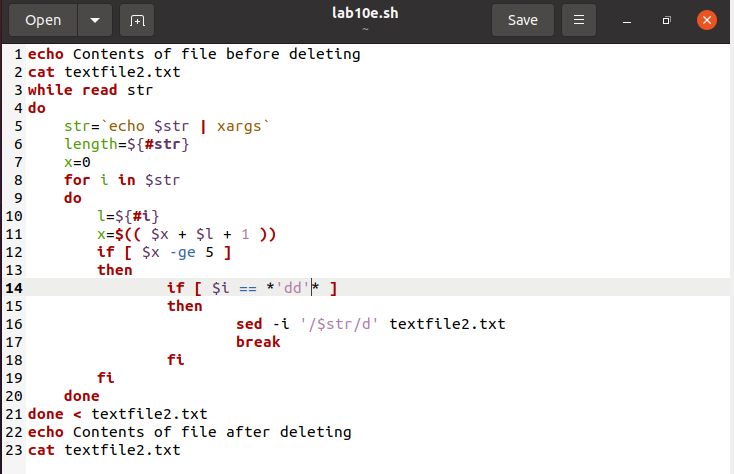 Open lab10e.sh Save
~
1 echo Contents of file before deleting
2 cat textfile2.txt
3 while read str
4 do
5     str=`echo $str | xargs`
6     length=${#str}
7     x=0
8     for i in $str
9     do
10         l=${#i}
11         x=$(( $x + $l + 1 ))
12         if [ $x -ge 5 ]
13         then
14                 if [ $i == *'dd'* ]
15                 then
16                         sed -i '/$str/d' textfile2.txt
17                         break
18                 fi
19         fi
20     done
21 done < textfile2.txt
22 echo Contents of file after deleting
23 cat textfile2.txt